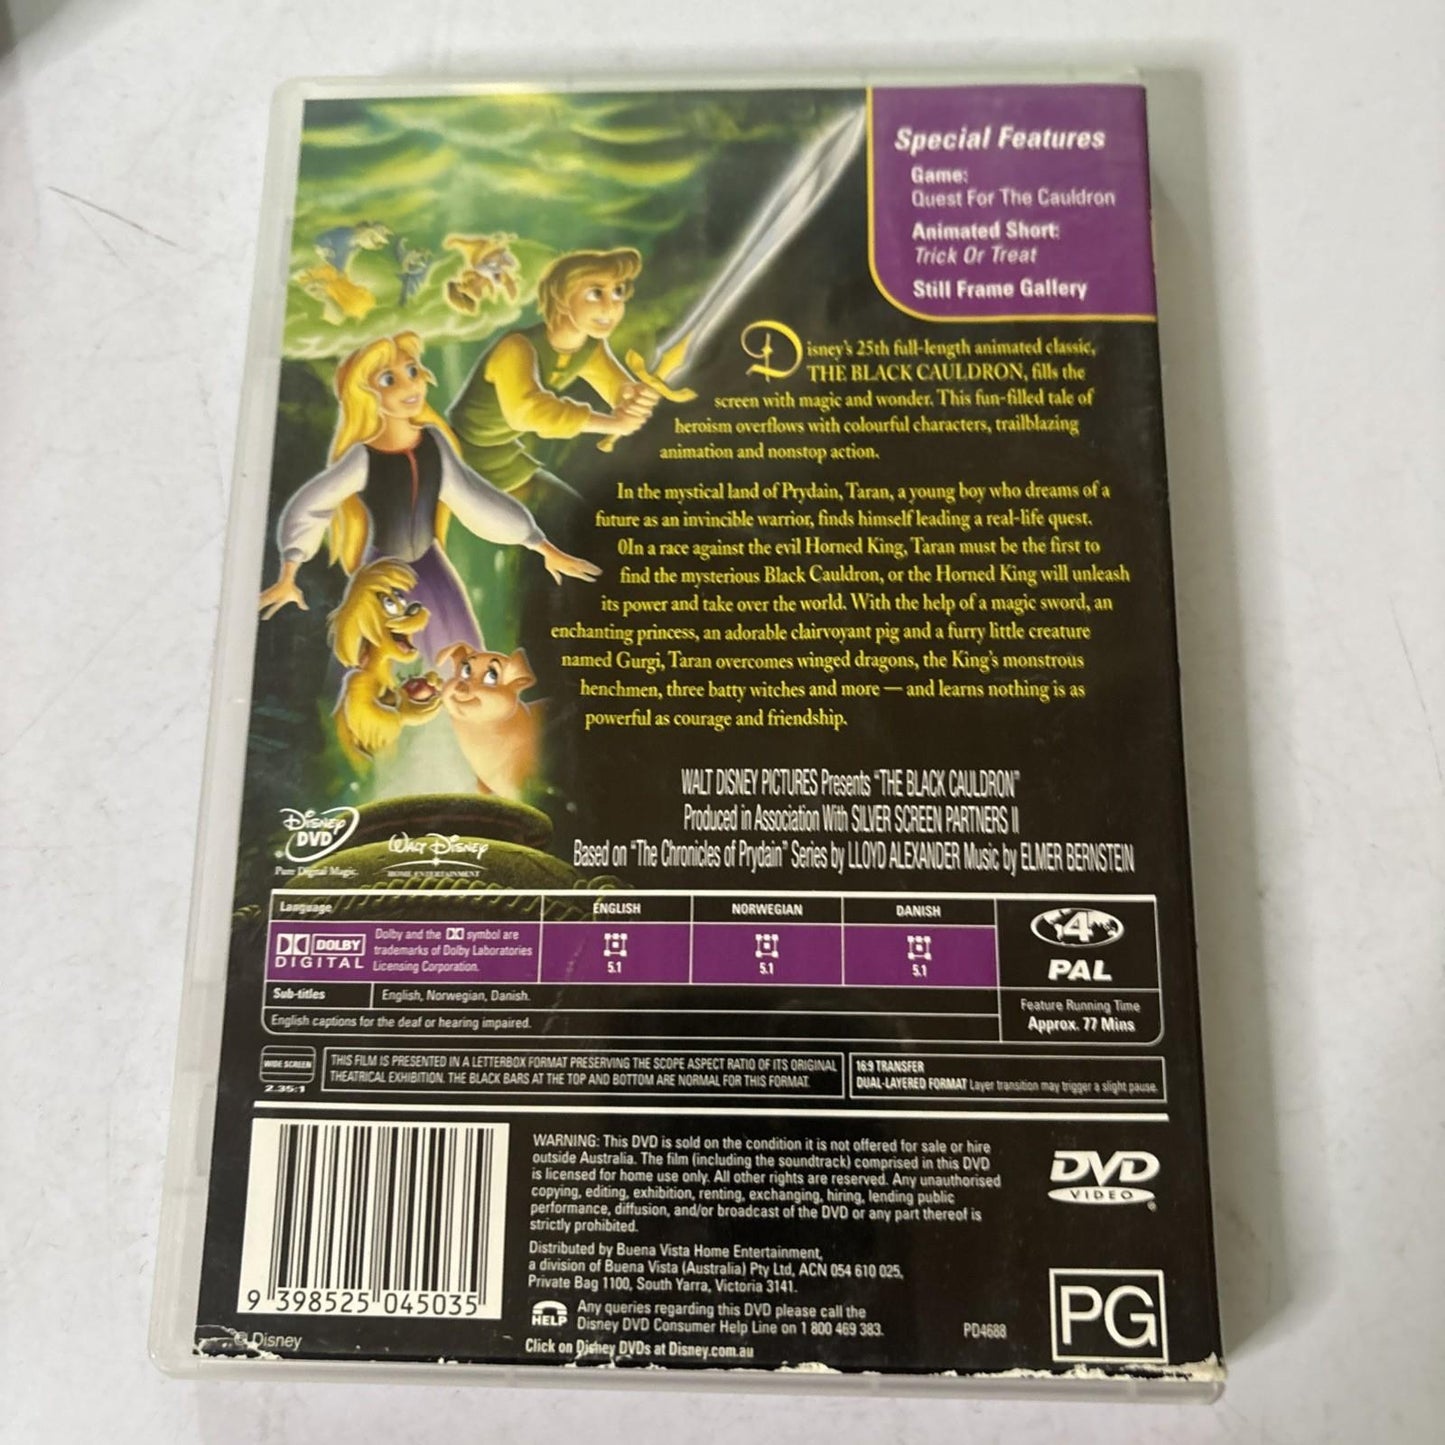 Special Features
Game:
Quest For The Cauldron
Animated Short:
Trick Or Treat
Still Frame Gallery
Disney's 25th full-length animated classic,
THE BLACK CAULDRON, fills the
screen with magic and wonder. This fun-filled tale of
heroism overflows with colourful characters, trailblazing
animation and nonstop action.
In the mystical land of Prydain, Taran, a young boy who dreams of a
future as an invincible warrior, finds himself leading a real-life quest.
0In a race against the evil Horned King, Taran must be the first to
find the mysterious Black Cauldron, or the Horned King will unleash
its power and take over the world. With the help of a magic sword, an
enchanting princess, an adorable clairvoyant pig and a furry little creature
named Gurgi, Taran overcomes winged dragons, the King's monstrous
henchmen, three batty witches and more — and learns nothing is as
powerful as courage and friendship.
WALT DISNEY PICTURES Presents "THE BLACK CAULDRON"
Produced in Association With SILVER SCREEN PARTNERS II
Based on "The Chronicles of Prydain" Series by LLOYD ALEXANDER Music by ELMER BERNSTEIN
Disney
DVD
Pure Digital Magic.
Walt Disney
HOME ENTERTAINMENT
Language
ENGLISH
NORWEGIAN
DANISH
DOLBY
DIGITAL
Dolby and the symbol are
trademarks of Dolby Laboratories
Licensing Corporation.
5.1
5.1
5.1
4
PAL
Sub-titles
English, Norwegian, Danish.
English captions for the deaf or hearing impaired.
Feature Running Time
Approx. 77 Mins
WIDE SCREEN
2.35:1
THIS FILM IS PRESENTED IN A LETTERBOX FORMAT PRESERVING THE SCOPE ASPECT RATIO OF ITS ORIGINAL
THEATRICAL EXHIBITION. THE BLACK BARS AT THE TOP AND BOTTOM ARE NORMAL FOR THIS FORMAT.
16:9 TRANSFER
DUAL-LAYERED FORMAT Layer transition may trigger a slight pause.
WARNING: This DVD is sold on the condition it is not offered for sale or hire
outside Australia. The film (including the soundtrack) comprised in this DVD
is licensed for home use only. All other rights are reserved. Any unauthorised
copying, editing, exhibition, renting, exchanging, hiring, lending public
performance, diffusion, and/or broadcast of the DVD or any part thereof is
strictly prohibited.
Distributed by Buena Vista Home Entertainment,
a division of Buena Vista (Australia) Pty Ltd, ACN 054 610 025,
Private Bag 1100, South Yarra, Victoria 3141.
HELP
Any queries regarding this DVD please call the
Disney DVD Consumer Help Line on 1 800 469 383.
Click on Disney DVDs at Disney.com.au
DVD
VIDEO
PD4688
PG
9 398525 045035
© Disney